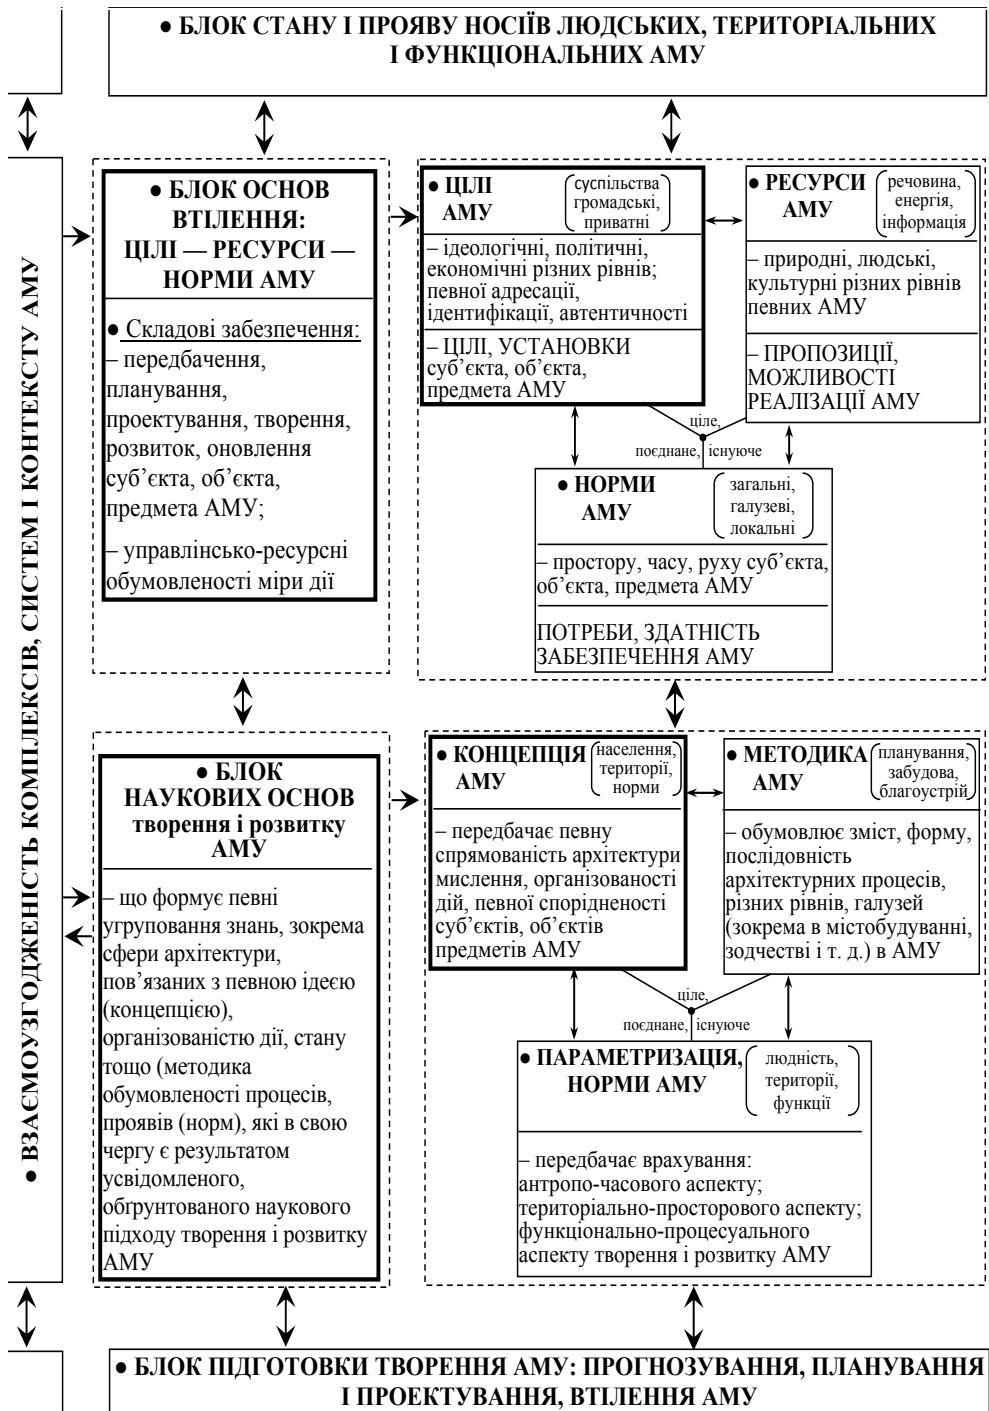 ● БЛОК СТАНУ І ПРОЯВУ НОСІЇВ ЛЮДСЬКИХ, ТЕРИТОРІАЛЬНИХ
І ФУНКЦІОНАЛЬНИХ АМУ
● ВЗАЄМОУЗГОДЖЕНІСТЬ КОМПЛЕКСІВ, СИСТЕМ І КОНТЕКСТУ АМУ
● БЛОК ОСНОВ
ВТІЛЕННЯ:
ЦІЛІ — РЕСУРСИ —
НОРМИ АМУ
● Складові забезпечення:
– передбачення,
планування,
проектування, творення,
розвиток, оновлення
суб’єкта, об’єкта,
предмета АМУ;
– управлінсько-ресурсні
обумовленості міри дії
● ЦІЛІ
АМУ
суспільства
громадські,
приватні
– ідеологічні, політичні,
економічні різних рівнів;
певної адресації,
ідентифікації, автентичності
– ЦІЛІ, УСТАНОВКИ
суб’єкта, об’єкта,
предмета АМУ
● РЕСУРСИ
АМУ
речовина,
енергія,
інформація
– природні, людські,
культурні різних рівнів
певних АМУ
– ПРОПОЗИЦІЇ,
МОЖЛИВОСТІ
РЕАЛІЗАЦІЇ АМУ
ціле,
поєднане, існуюче
● НОРМИ
АМУ
загальні,
галузеві,
локальні
– простору, часу, руху суб’єкта,
об’єкта, предмета АМУ
ПОТРЕБИ, ЗДАТНІСТЬ
ЗАБЕЗПЕЧЕННЯ АМУ
● БЛОК
НАУКОВИХ ОСНОВ
творення і розвитку
АМУ
– що формує певні
угруповання знань, зокрема
сфери архітектури,
пов’язаних з певною ідеєю
(концепцією),
організованістю дії, стану
тощо (методика
обумовленості процесів,
проявів (норм), які в свою
чергу є результатом
усвідомленого,
обґрунтованого наукового
підходу творення і розвитку
АМУ
● КОНЦЕПЦІЯ
АМУ
населення,
території,
норми
– передбачає певну
спрямованість архітектури
мислення, організованості
дій, певної спорідненості
суб’єктів, об’єктів
предметів АМУ
● МЕТОДИКА
АМУ
планування,
забудова,
благоустрій
– обумовлює зміст, форму,
послідовність
архітектурних процесів,
різних рівнів, галузей
(зокрема в містобудуванні,
зодчестві і т. д.) в АМУ
ціле,
поєднане, існуюче
● ПАРАМЕТРИЗАЦІЯ,
НОРМИ АМУ
людність,
території,
функції
– передбачає врахування:
антропо-часового аспекту;
територіально-просторового аспекту;
функціонально-процесуального
аспекту творення і розвитку АМУ
● БЛОК ПІДГОТОВКИ ТВОРЕННЯ АМУ: ПРОГНОЗУВАННЯ, ПЛАНУВАННЯ
І ПРОЕКТУВАННЯ, ВТІЛЕННЯ АМУ